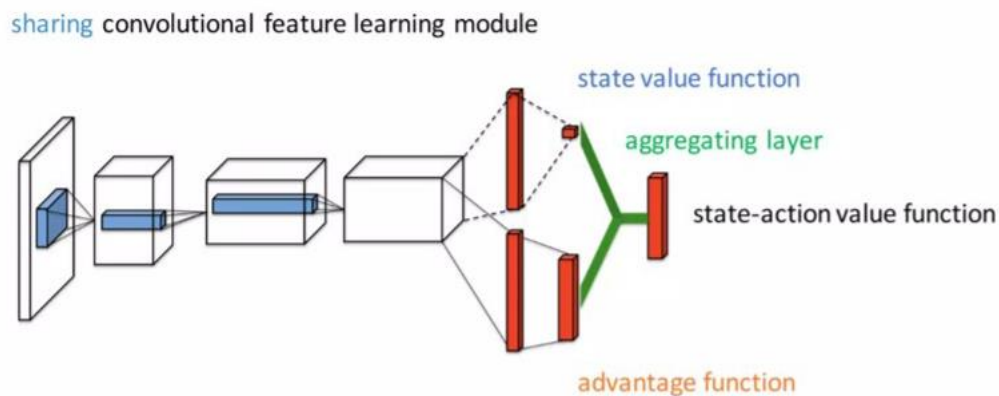 sharing convolutional feature learning module
state value function
aggregating layer
state-action value function
advantage function